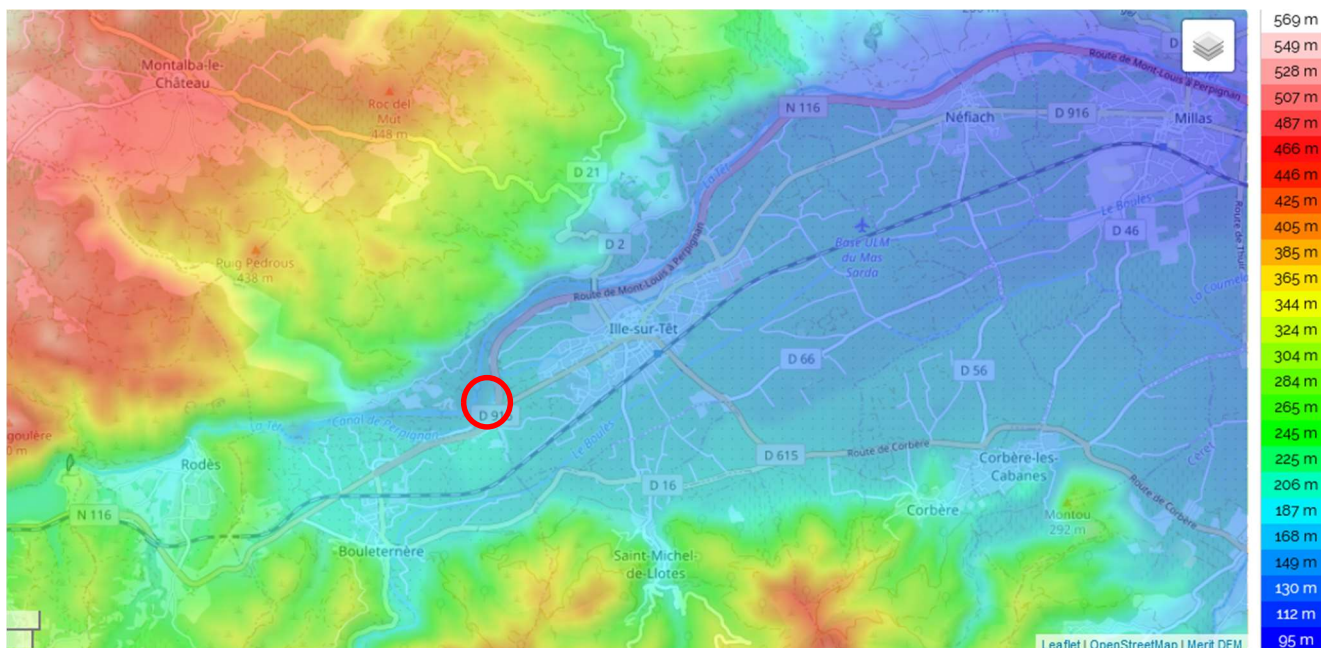 569 m
Montalba-le-
Château
549 m
528 m
Roc del
Mut
448 m
N 116
Route de Mont-Louis à Perpignan
Néfiach
D 916
Millas
507 m
487 m
D 21
La Têt
466 m
446 m
Le Boulès
D 46
Route de Thuir
425 m
D 2
Base ULM
du Mas
Sarda
405 m
Puig Pedrous
438 m
385 m
La Coumelo
365 m
Route de Mont-Louis à Perpignan
344 m
Ille-sur-Têt
324 m
D 66
D 56
304 m
284 m
265 m
D 916
Canal de Perpignan
La Têt
245 m
Le Boulès
Route de Corbère
D 615
Corbère-les-
Cabanes
Céret
225 m
Rodès
D 16
206 m
187 m
N 116
Corbère
Montou
292 m
Route de Corbère
168 m
Bouleternère
Saint-Michel-
de-Llotes
149 m
130 m
112 m
Leaflet | OpenStreetMap | Merit DEM
95 m